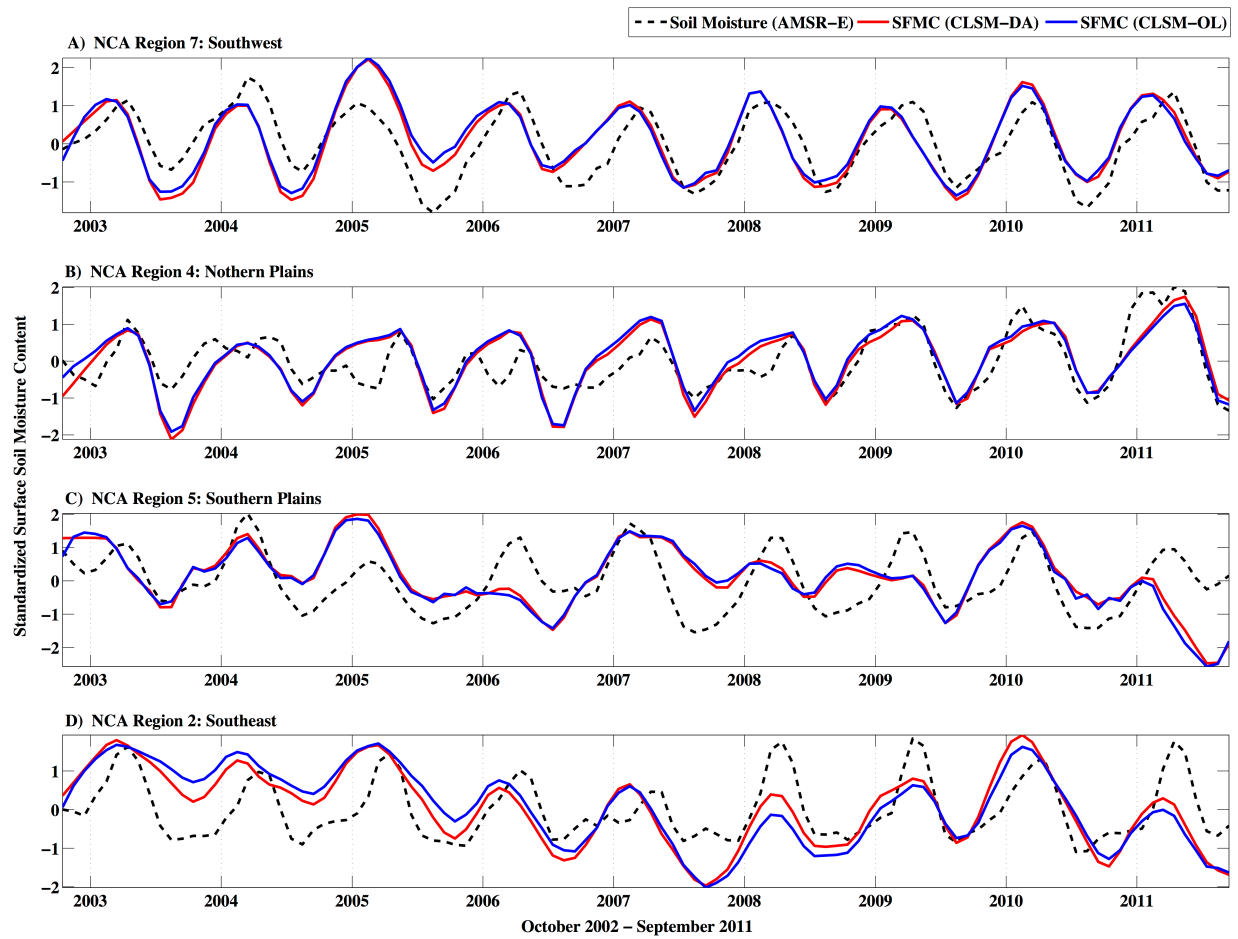 Soil Moisture (AMSR−E) SFMC (CLSM−DA) SFMC (CLSM−OL)
A) NCA Region 7: Southwest
2
1
0
−1
2003 2004 2005 2006 2007 2008 2009 2010 2011
B) NCA Region 4: Nothern Plains
2
1
0
−1
−2
2003 2004 2005 2006 2007 2008 2009 2010 2011
Standardized Surface Soil Moisture Content
C) NCA Region 5: Southern Plains
2
1
0
−1
−2
2003 2004 2005 2006 2007 2008 2009 2010 2011
D) NCA Region 2: Southeast
1
0
−1
−2
2003 2004 2005 2006 2007 2008 2009 2010 2011
October 2002 − September 2011